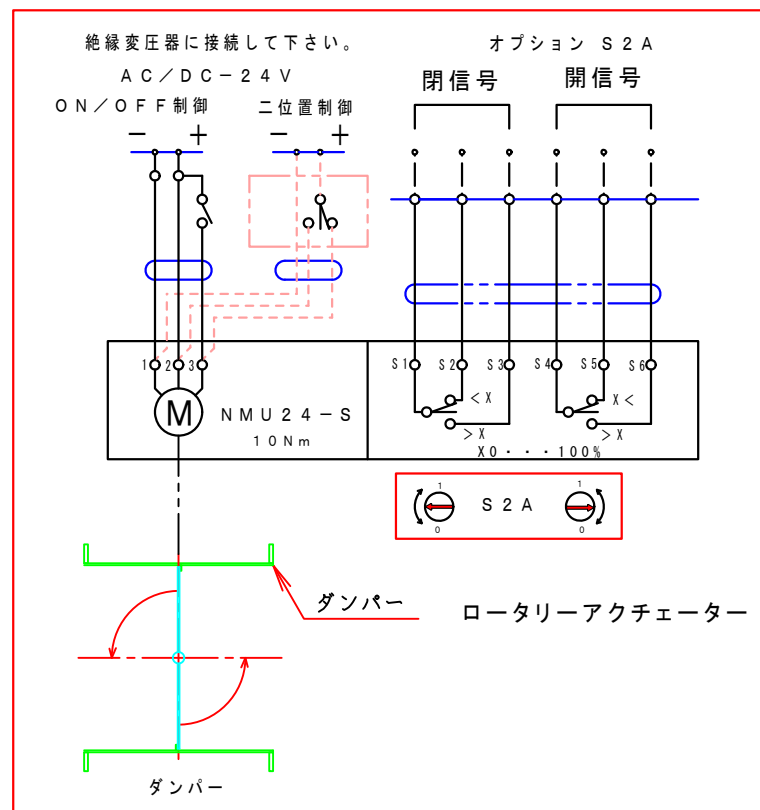 絶縁変圧器に接続して下さい。
オプション S2A
AC/DC-24V
閉信号 開信号
ON/OFF制御 二位置制御
- + - +
1 2 3 S1 S2 S3 S4 S5 S6
M NMU24-S
10Nm
<X X<
>X >X
X0・・・100%
1 1
S2A
0 0
ダンパー
ロータリーアクチェーター
ダンパー